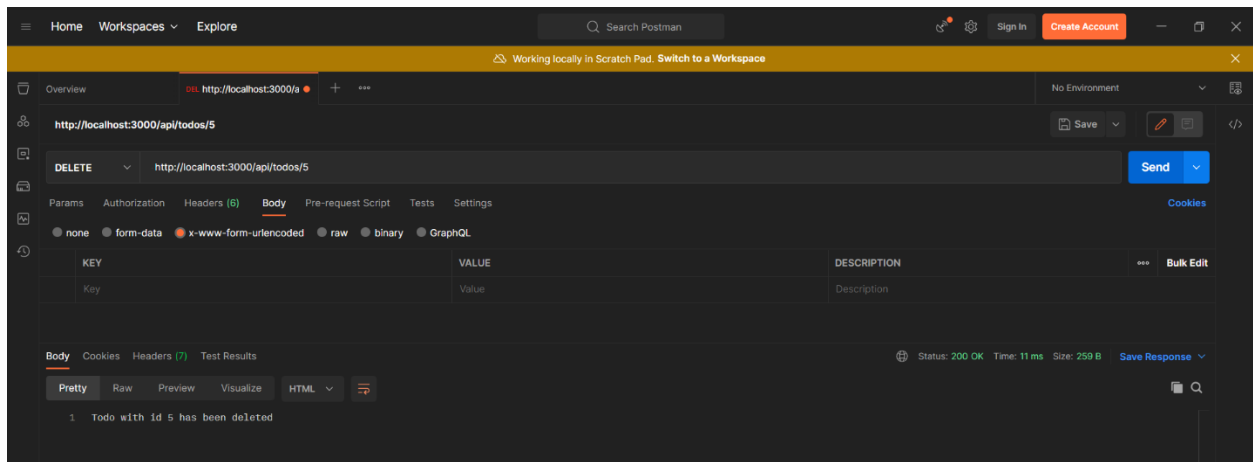 Home Workspaces Explore Search Postman Sign In Create Account
Working locally in Scratch Pad. Switch to a Workspace
Overview DEL http://localhost:3000/a No Environment
http://localhost:3000/api/todos/5 Save
DELETE http://localhost:3000/api/todos/5 Send
Params Authorization Headers (6) Body Pre-request Script Tests Settings Cookies
none form-data x-www-form-urlencoded raw binary GraphQL
KEY VALUE DESCRIPTION Bulk Edit
Key Value Description
Body Cookies Headers (7) Test Results Status: 200 OK Time: 11 ms Size: 259 B Save Response
Pretty Raw Preview Visualize HTML
1 Todo with id 5 has been deleted